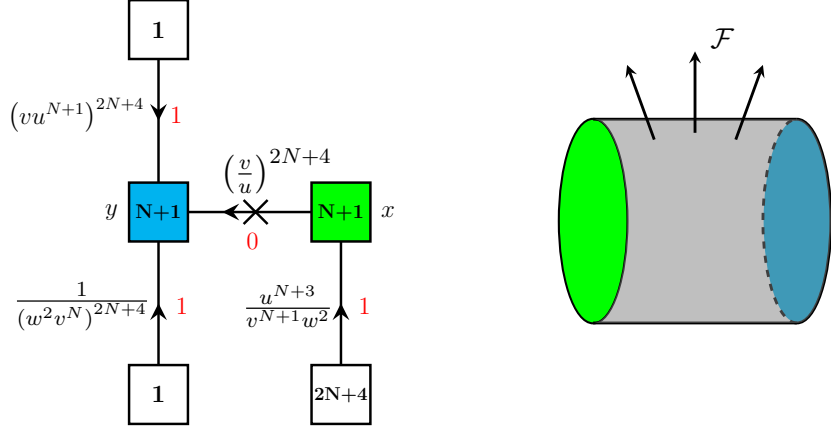 1
(vu^{N+1})^{2N+4}
1
(v/u)^{2N+4}
y
N+1
N+1
x
0
1/(w^2v^N)^{2N+4}
1
u^{N+3}/v^{N+1}w^2
1
1
2N+4
ℱ